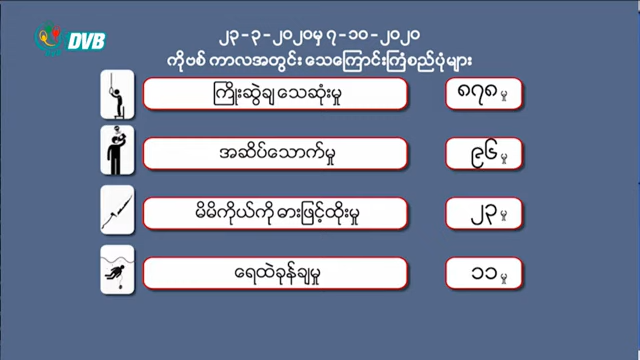 DVB
၂၃-၃-၂၀၂၀မှ ၇-၁၀-၂၀၂၀
ကိုဗစ် ကာလအတွင်း သေကြောင်းကြံစည်ပုံများ
ကြိုးဆွဲချ သေဆုံးမှု ၈၇၈ မှု
အဆိပ်သောက်မှု ၉၆ မှု
မိမိကိုယ်ကို ဓားဖြင့်ထိုးမှု ၂၃ မှု
ရေထဲခုန်ချမှု ၁၁ မှု